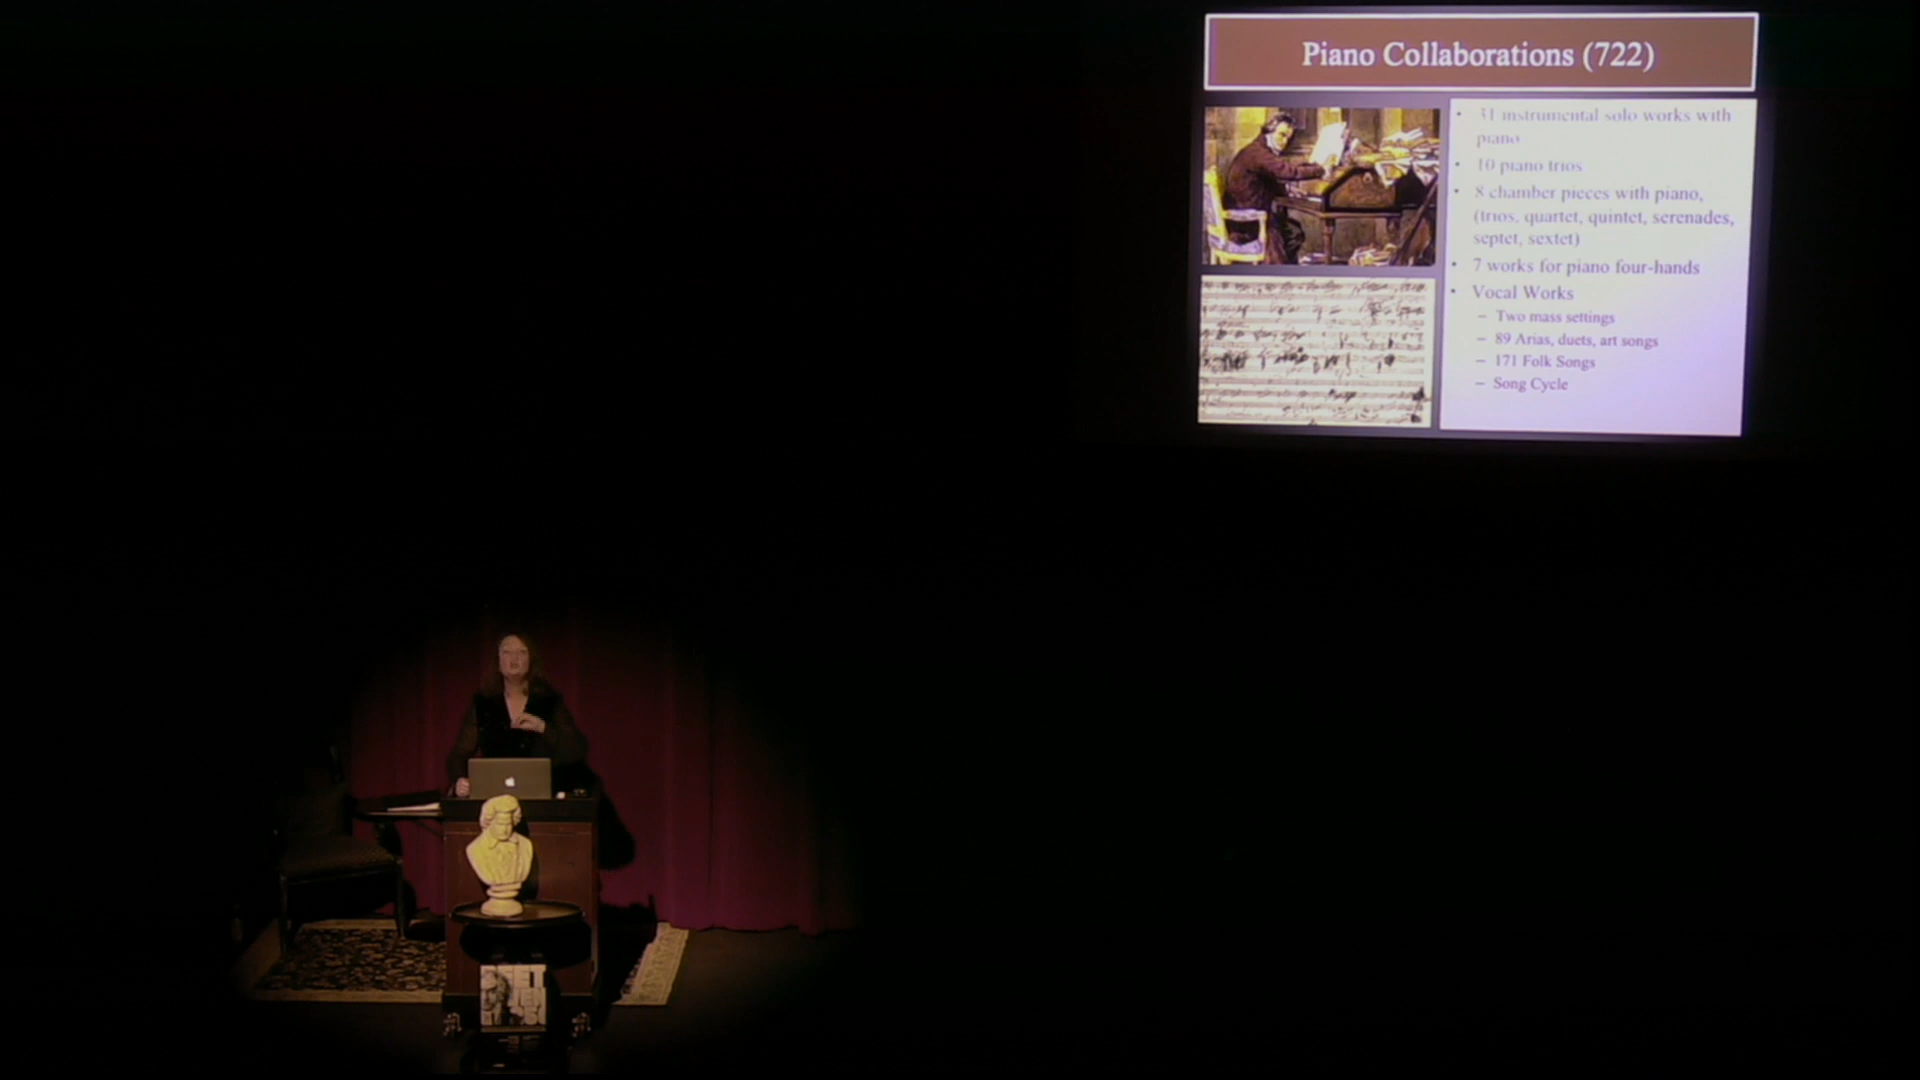 Piano Collaborations (722)
• 31 instrumental solo works with
piano
• 10 piano trios
• 8 chamber pieces with piano,
(trios, quartet, quintet, serenades,
septet, sextet)
• 7 works for piano four-hands
• Vocal Works
– Two mass settings
– 89 Arias, duets, art songs
– 171 Folk Songs
– Song Cycle